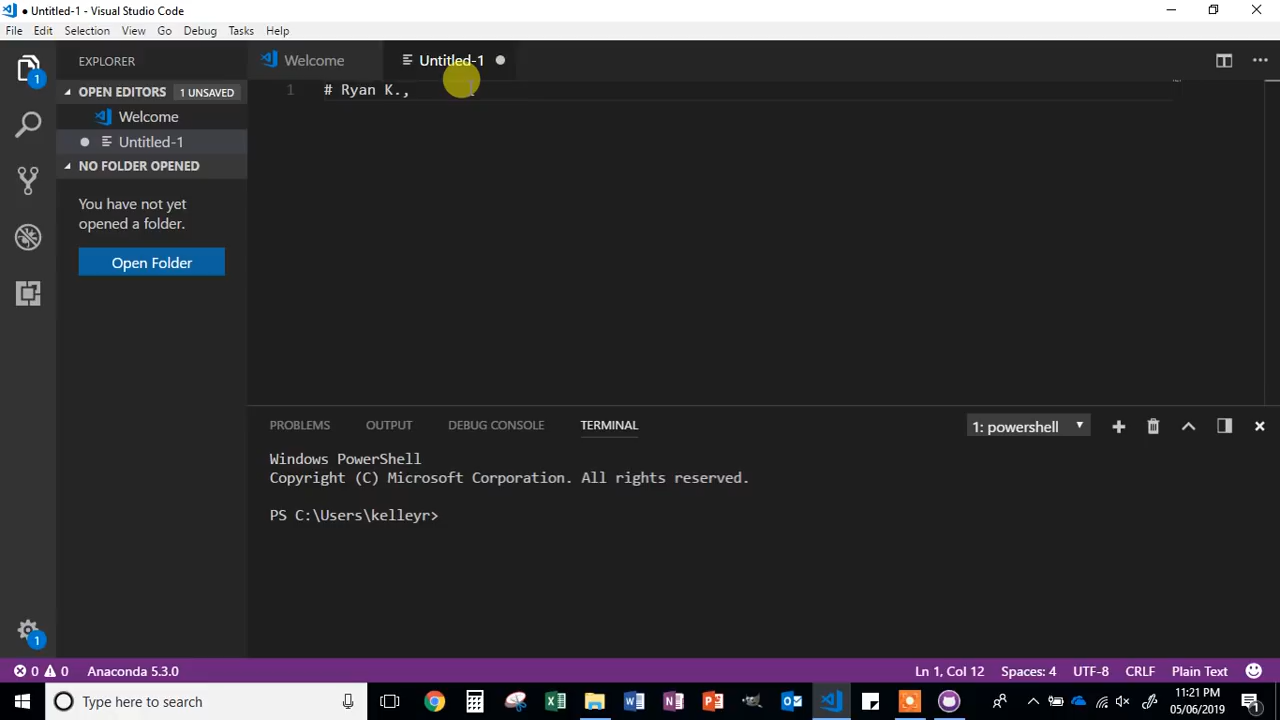 ● Untitled-1 - Visual Studio Code
File Edit Selection View Go Debug Tasks Help
1
EXPLORER
OPEN EDITORS 1 UNSAVED
Welcome
Untitled-1
NO FOLDER OPENED
You have not yet
opened a folder.
Open Folder
1
Welcome
Untitled-1
1 # Ryan K.,
PROBLEMS OUTPUT DEBUG CONSOLE TERMINAL 1: powershell
Windows PowerShell
Copyright (C) Microsoft Corporation. All rights reserved.
PS C:\Users\kelleyr>
0 0 Anaconda 5.3.0 Ln 1, Col 12 Spaces: 4 UTF-8 CRLF Plain Text
Type here to search
11:21 PM
05/06/2019
1